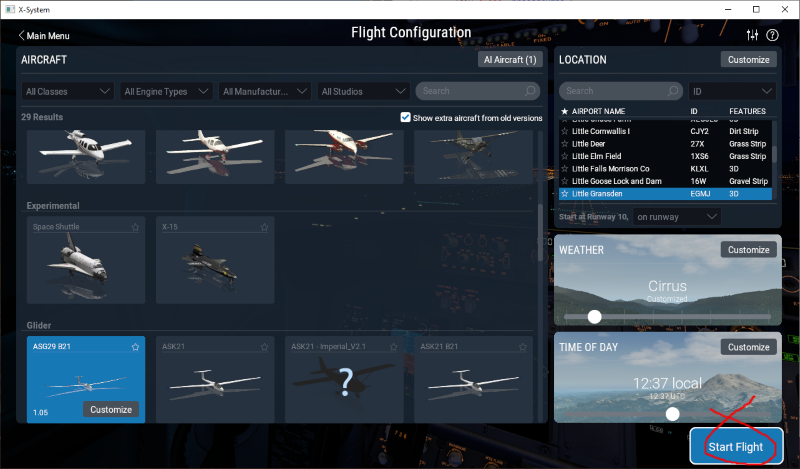 X-System
Main Menu
Flight Configuration
AIRCRAFT
AI Aircraft (1)
All Classes
All Engine Types
All Manufactur...
All Studios
Search
29 Results
Show extra aircraft from old versions
Experimental
Space Shuttle
X-15
Glider
ASG29 B21
1.05
Customize
ASK21
ASK21 - Imperial_V2.1
?
ASK21 B21
LOCATION
Customize
Search
ID
AIRPORT NAME ID FEATURES
Little Cornwallis I CJY2 Dirt Strip
Little Deer 27X Grass Strip
Little Elm Field 1XS6 Grass Strip
Little Falls Morrison Co KLXL 3D
Little Goose Lock and Dam 16W Gravel Strip
Little Gransden EGMJ 3D
Start at Runway 10, on runway
WEATHER
Customize
Cirrus
Customized
TIME OF DAY
Customize
12:37 local
12:37 UTC
Start Flight